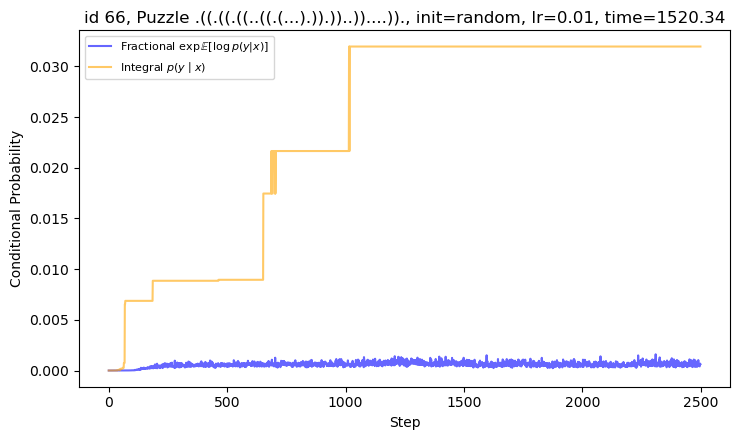 id 66, Puzzle .((.((.((..((.(...).)).))..))....))., init=random, lr=0.01, time=1520.34
Fractional exp𝔼[log p(y|x)]
Integral p(y | x)
Conditional Probability
0.030
0.025
0.020
0.015
0.010
0.005
0.000
0
500
1000
1500
2000
2500
Step